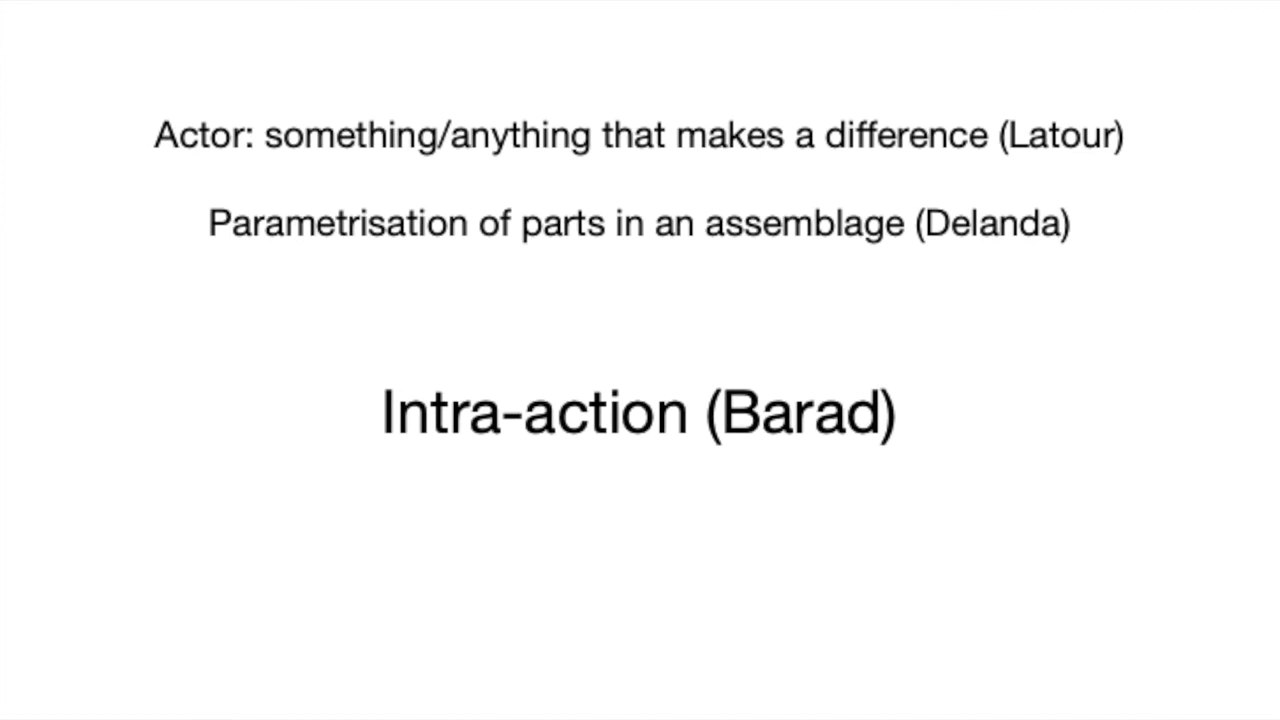 Actor: something/anything that makes a difference (Latour)
Parametrisation of parts in an assemblage (Delanda)
Intra-action (Barad)